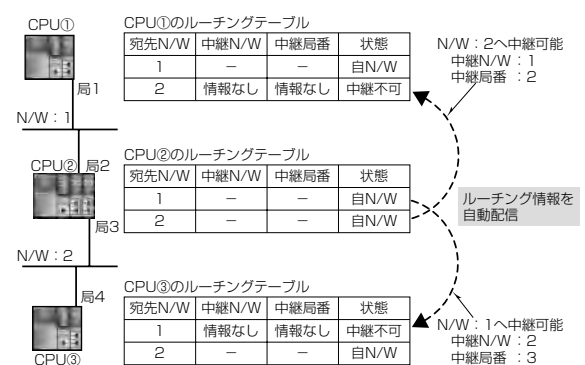 CPU①
局1
N/W：1
CPU①のルーチングテーブル
宛先N/W 中継N/W 中継局番 状態
1 − − 自N/W
2 情報なし 情報なし 中継不可
N/W：2へ中継可能
中継N/W：1
中継局番：2
CPU② 局2
局3
N/W：2
CPU②のルーチングテーブル
宛先N/W 中継N/W 中継局番 状態
1 − − 自N/W
2 − − 自N/W
ルーチング情報を
自動配信
局4
CPU③
CPU③のルーチングテーブル
宛先N/W 中継N/W 中継局番 状態
1 情報なし 情報なし 中継不可
2 − − 自N/W
N/W：1へ中継可能
中継N/W：2
中継局番：3